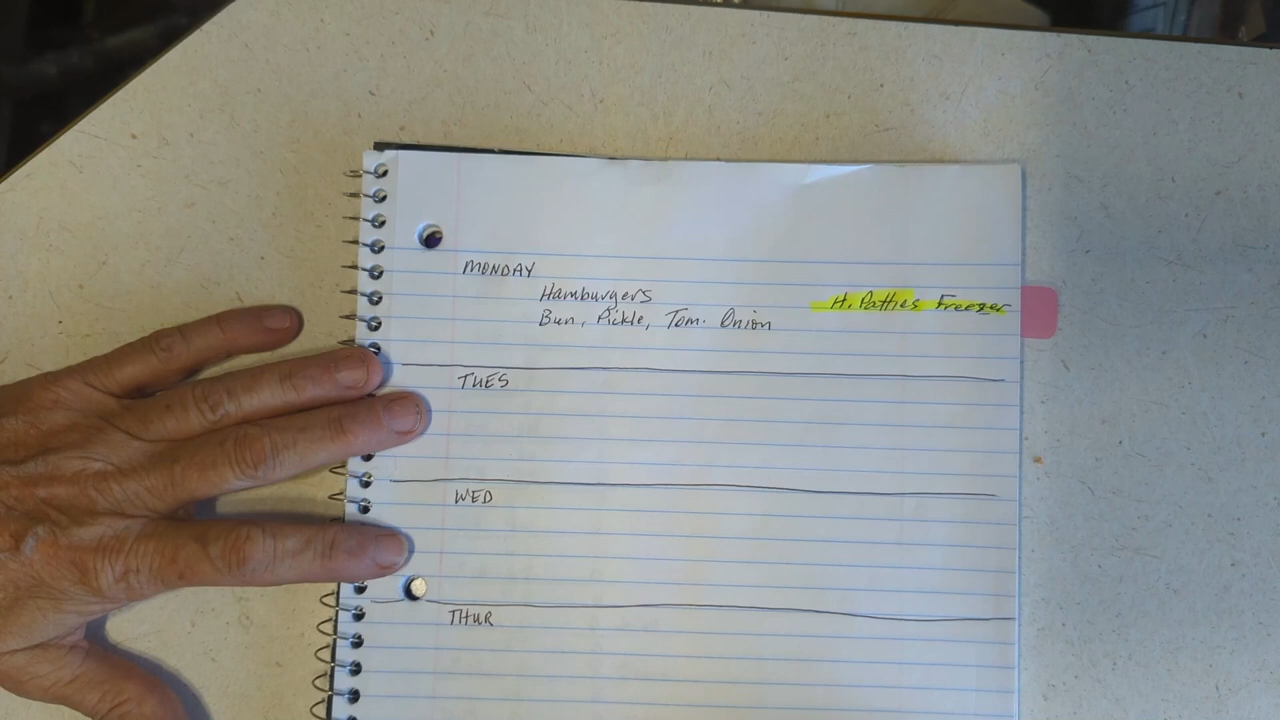 MONDAY
Hamburgers
H. Patties Freezer
Bun, Pickle, Tom. Onion
TUES
WED
THUR